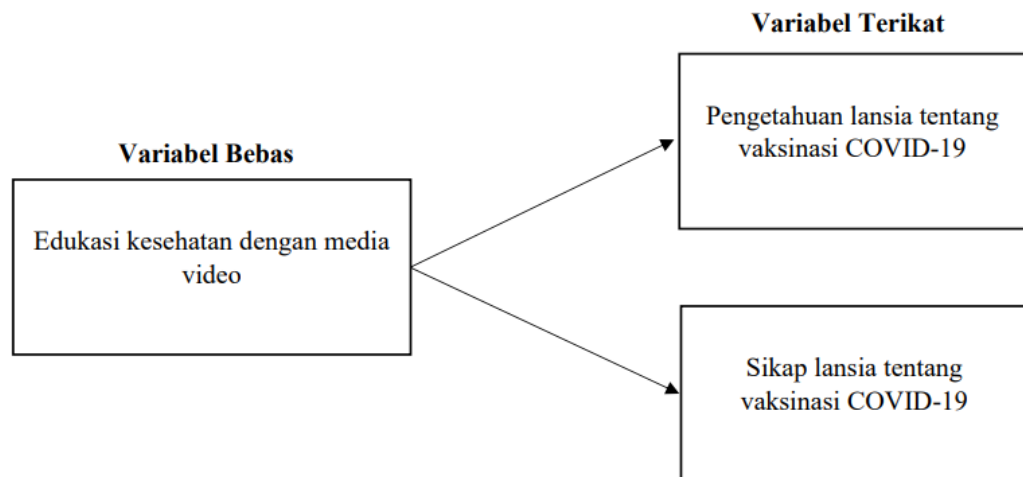 Variabel Terikat
Pengetahuan lansia tentang
vaksinasi COVID-19
Variabel Bebas
Edukasi kesehatan dengan media
video
Sikap lansia tentang
vaksinasi COVID-19